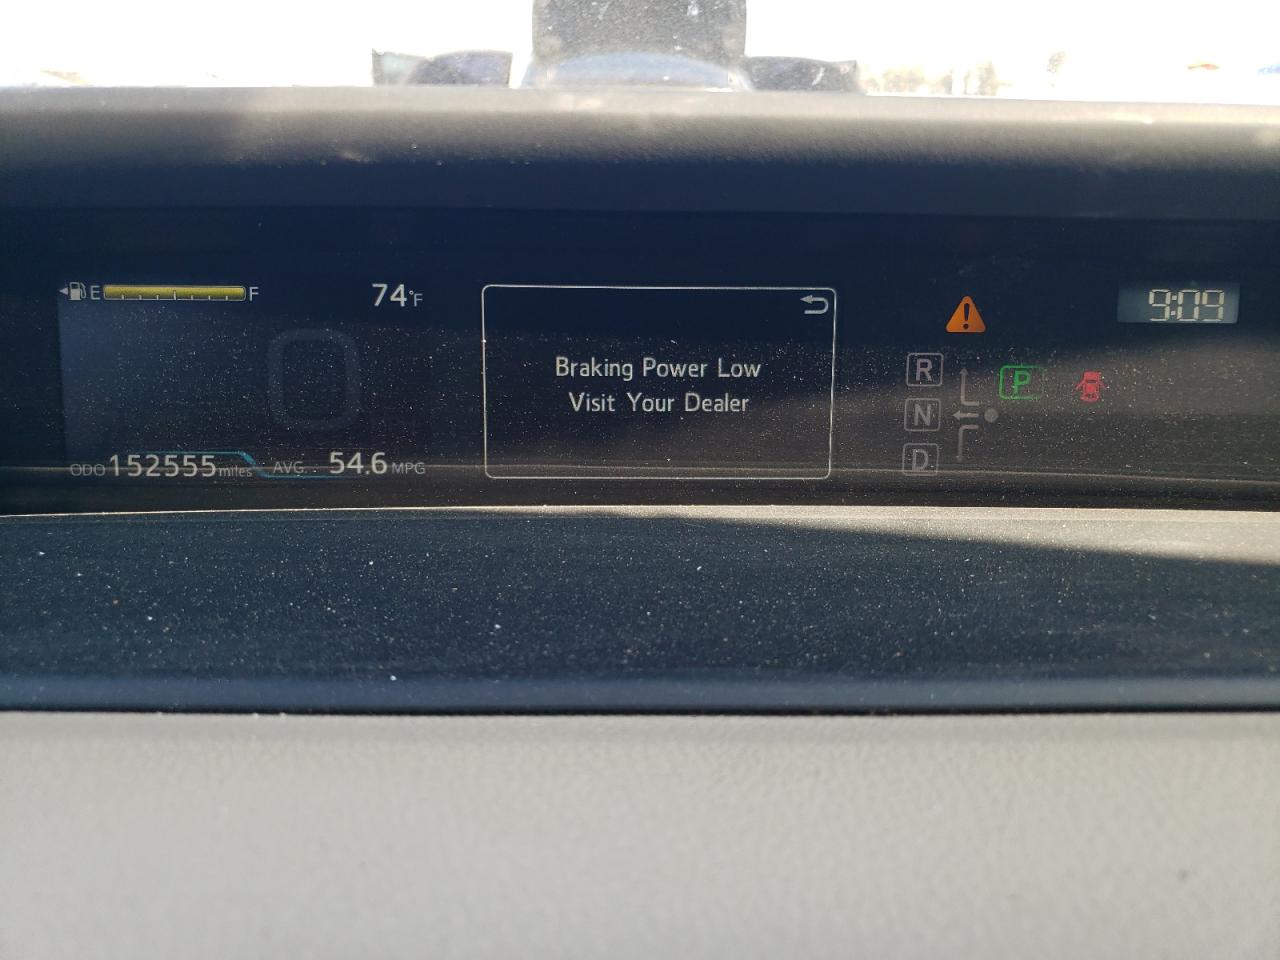 E F
74°F
Braking Power Low
Visit Your Dealer
ODO 152555 miles
AVG. 54.6 MPG
R
N
D
P
9:09